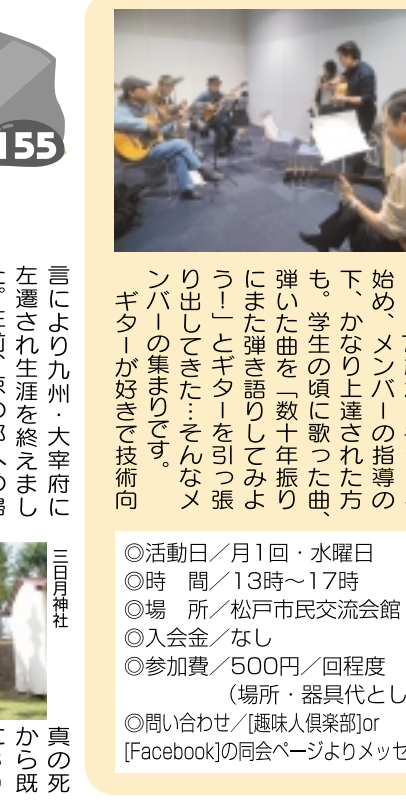 始め、メンバーの指導の
下、かなり上達された方
も。学生の頃に歌った曲、
弾いた曲を「数十年振り
にまた弾き語りしてみよ
う！」とギターを引っ張
り出してきた…そんなメ
ンバーの集まりです。
ギターが好きで技術向
◎活動日／月1回・水曜日
◎時　間／13時～17時
◎場　所／松戸市民交流会館
◎入会金／なし
◎参加費／500円／回程度
（場所・器具代とし
◎問い合わせ／[趣味人倶楽部]or
[Facebook]の同会ページよりメッセ
155
言により九州・大宰府に
左遷され生涯を終えまし
三日月神社
真の死
から既